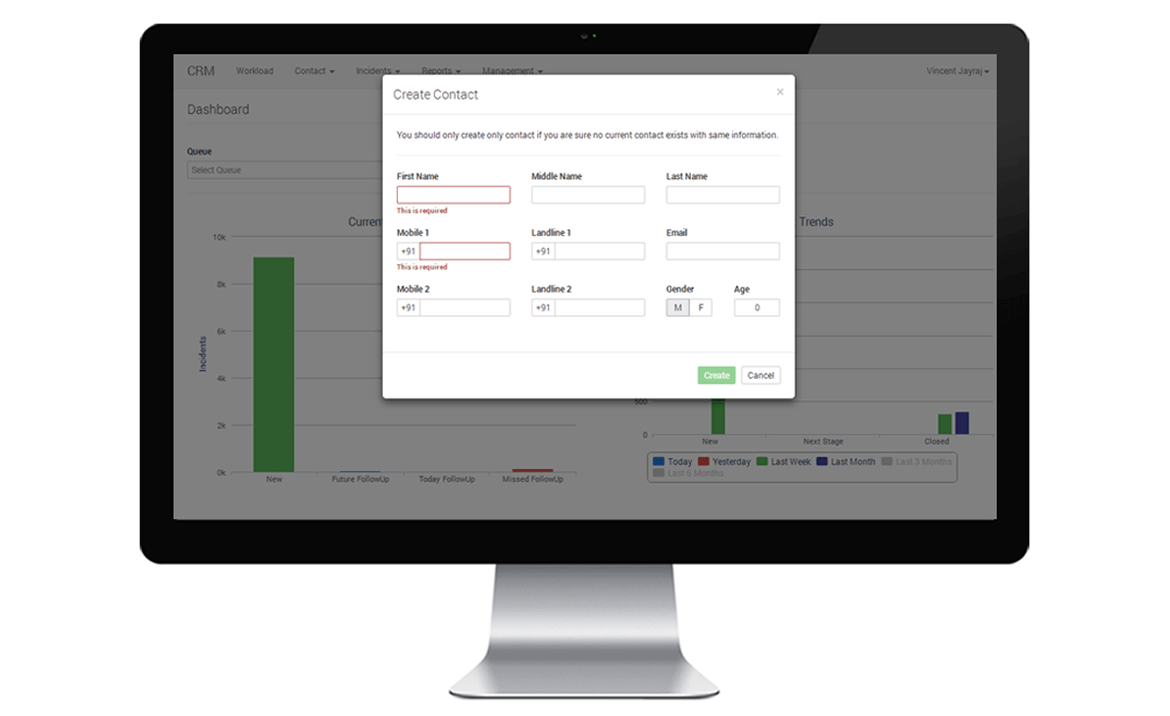 CRM Workload Contact Incidents Reports Management Vincent Jayraj
Dashboard
Queue
Select Queue
Create Contact ×
You should only create only contact if you are sure no current contact exists with same information.
First Name Middle Name Last Name
This is required
Mobile 1 Landline 1 Email
+91 +91
This is required
Mobile 2 Landline 2 Gender Age
+91 +91 M F 0
Create Cancel
Current
10k
8k
6k
4k
2k
0k
Incidents
New Future FollowUp Today FollowUp Missed FollowUp
Trends
500
0
New Next Stage Closed
Today Yesterday Last Week Last Month Last 3 Months
Last 6 Months